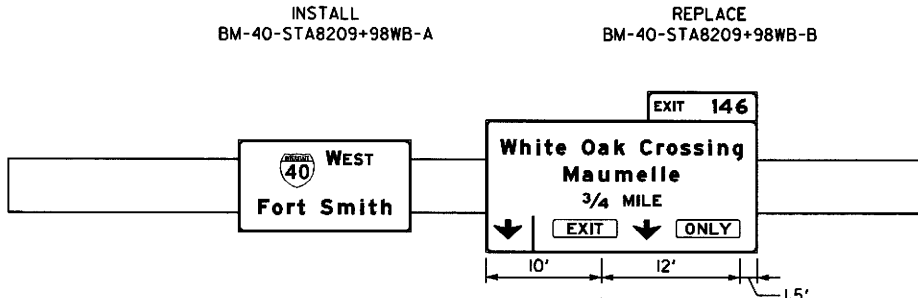 INSTALL
BM-40-STA8209+98WB-A
REPLACE
BM-40-STA8209+98WB-B
EXIT 146
INTERSTATE
40 WEST
Fort Smith
White Oak Crossing
Maumelle
3/4 MILE
EXIT ONLY
10' 12'
1.5'